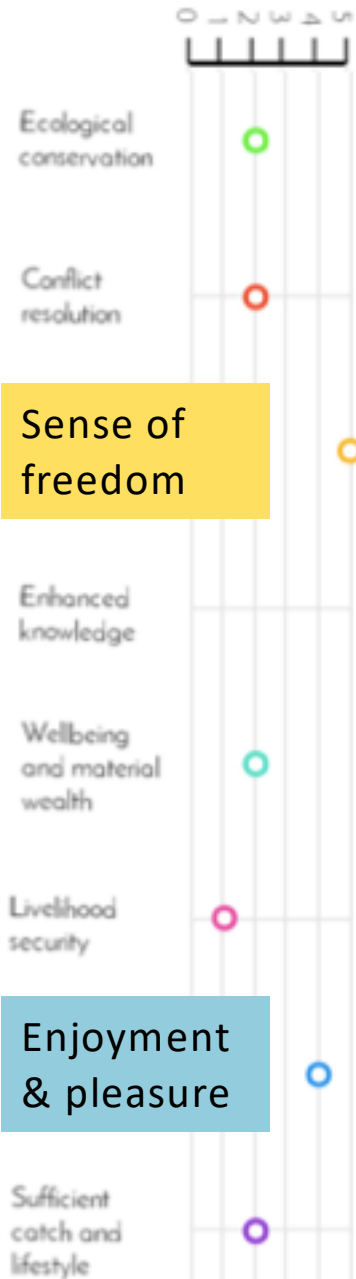 0 1 2 3 4 5
Ecological
conservation
Conflict
resolution
Sense of
freedom
Enhanced
knowledge
Wellbeing
and material
wealth
Livelihood
security
Enjoyment
& pleasure
Sufficient
catch and
lifestyle